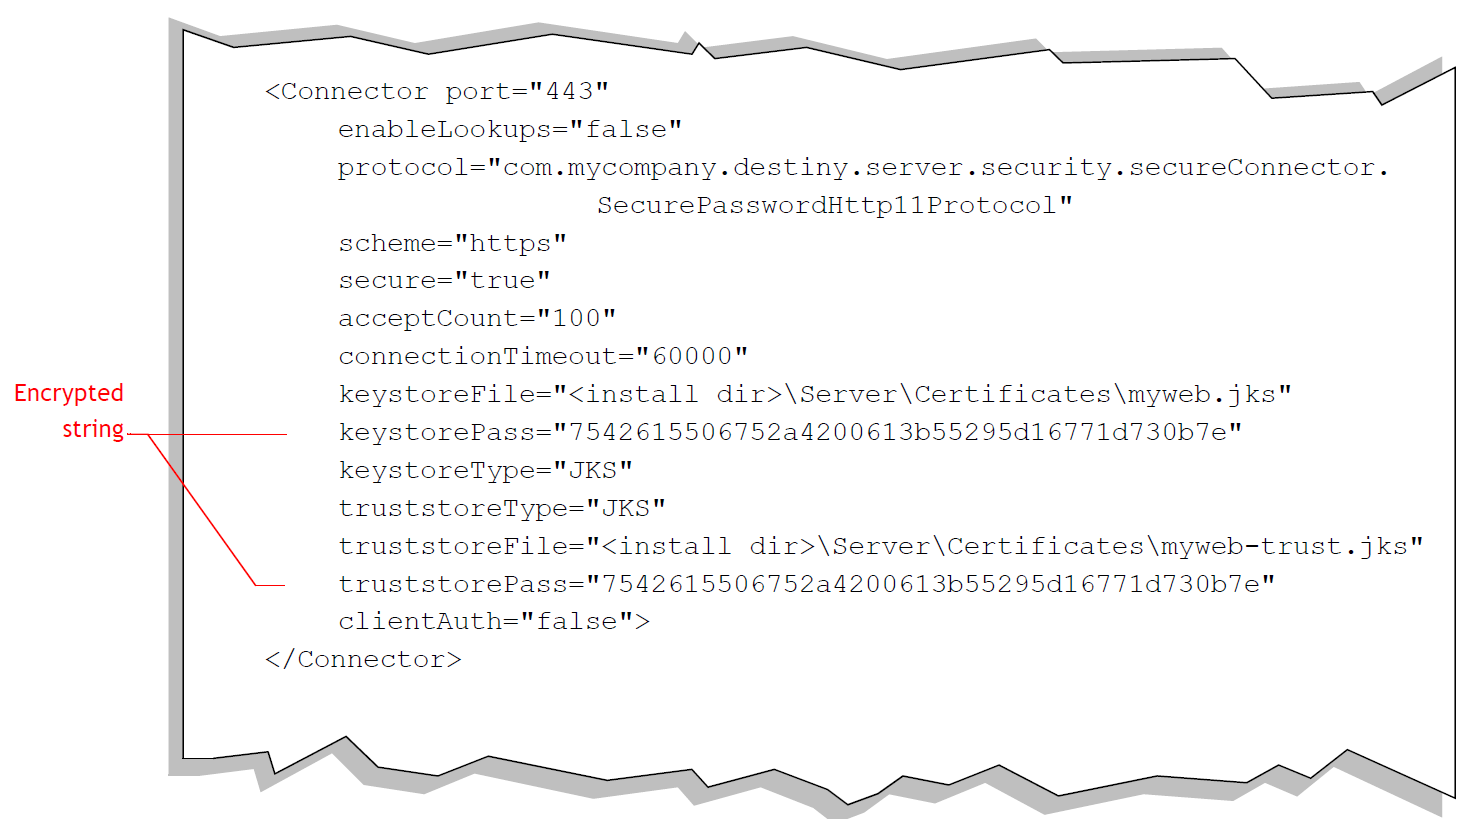 <Connector port="443"
enableLookups="false"
protocol="com.mycompany.destiny.server.security.secureConnector.
SecurePasswordHttp11Protocol"
scheme="https"
secure="true"
acceptCount="100"
connectionTimeout="60000"
keystoreFile="<install dir>\Server\Certificates\myweb.jks"
keystorePass="7542615506752a4200613b55295d16771d730b7e"
keystoreType="JKS"
truststoreType="JKS"
truststoreFile="<install dir>\Server\Certificates\myweb-trust.jks"
truststorePass="7542615506752a4200613b55295d16771d730b7e"
clientAuth="false">
</Connector>
Encrypted
string